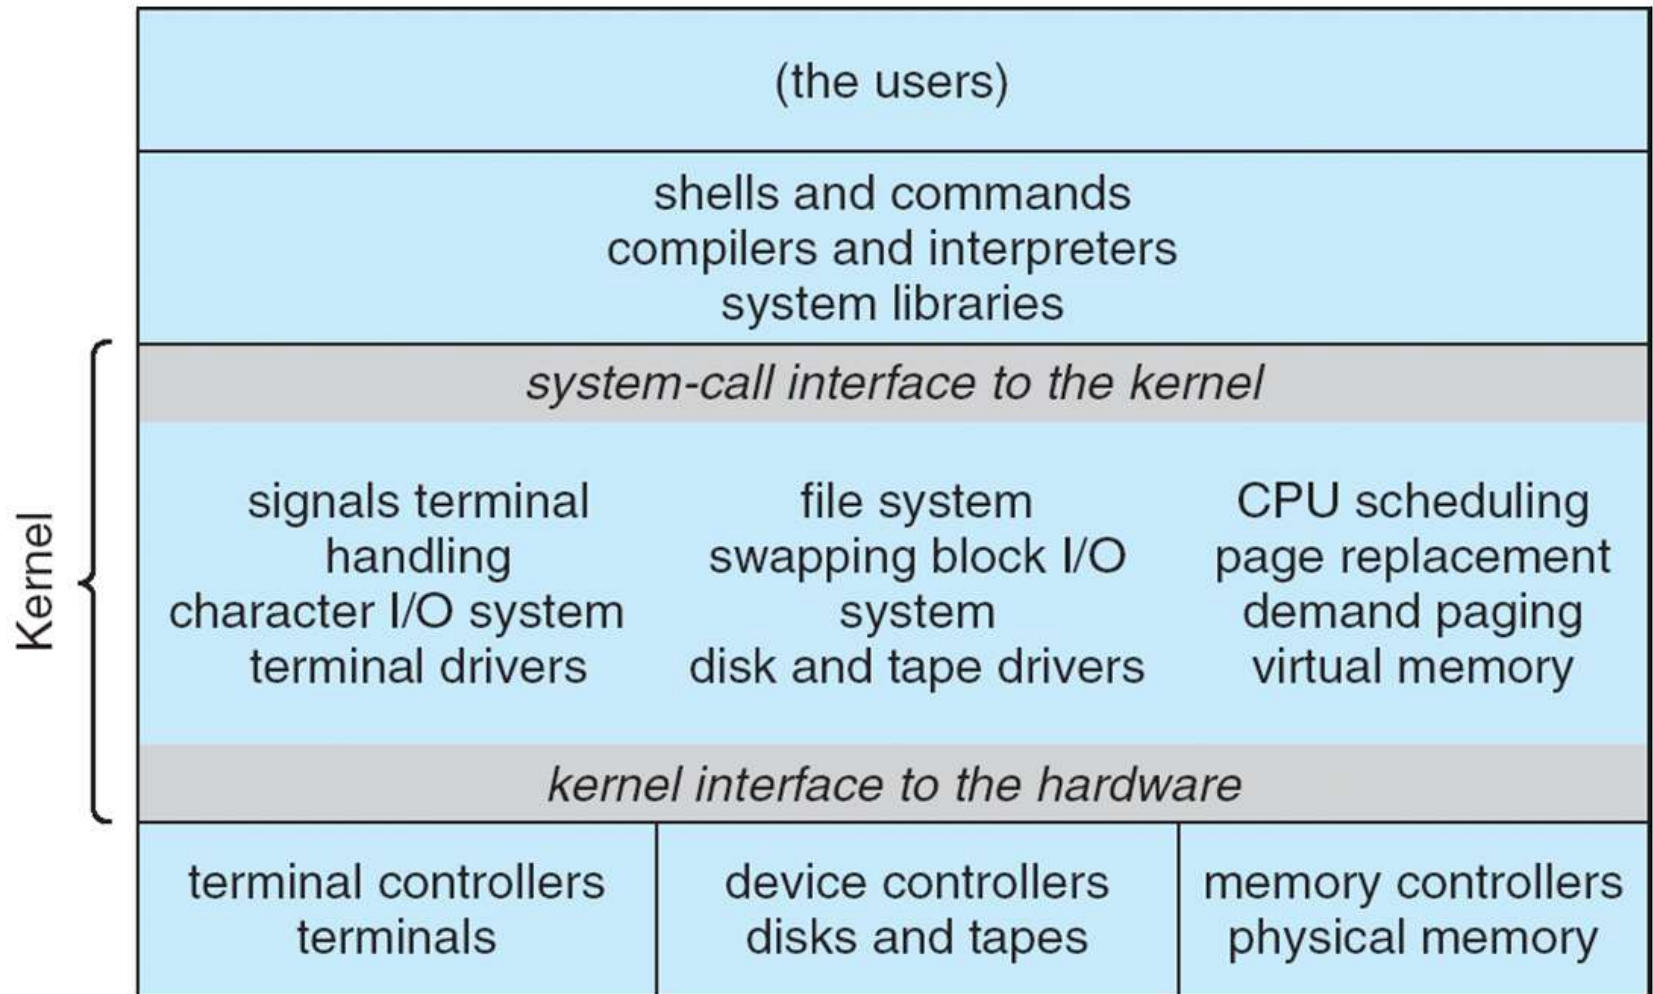 (the users)
shells and commands
compilers and interpreters
system libraries
Kernel
system-call interface to the kernel
signals terminal
handling
character I/O system
terminal drivers
file system
swapping block I/O
system
disk and tape drivers
CPU scheduling
page replacement
demand paging
virtual memory
kernel interface to the hardware
terminal controllers
terminals
device controllers
disks and tapes
memory controllers
physical memory